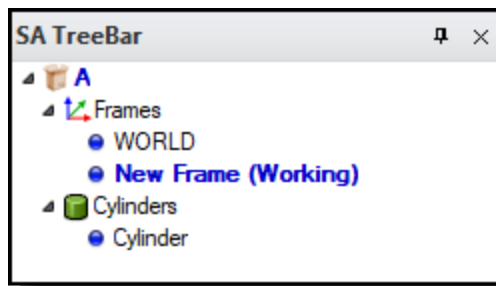 SA TreeBar
A
Frames
WORLD
New Frame (Working)
Cylinders
Cylinder